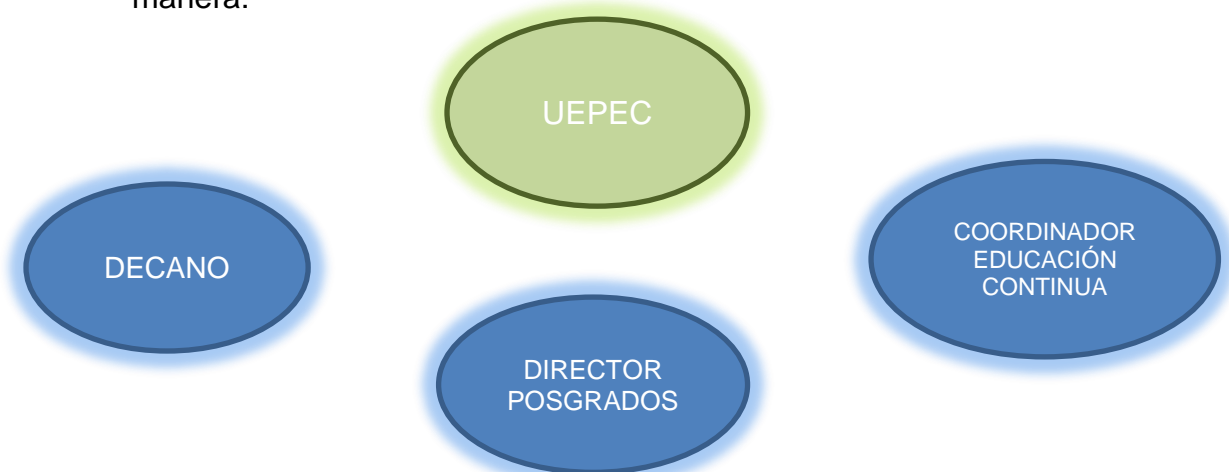 manera:
UEPEC
DECANO
DIRECTOR
POSGRADOS
COORDINADOR
EDUCACIÓN
CONTINUA